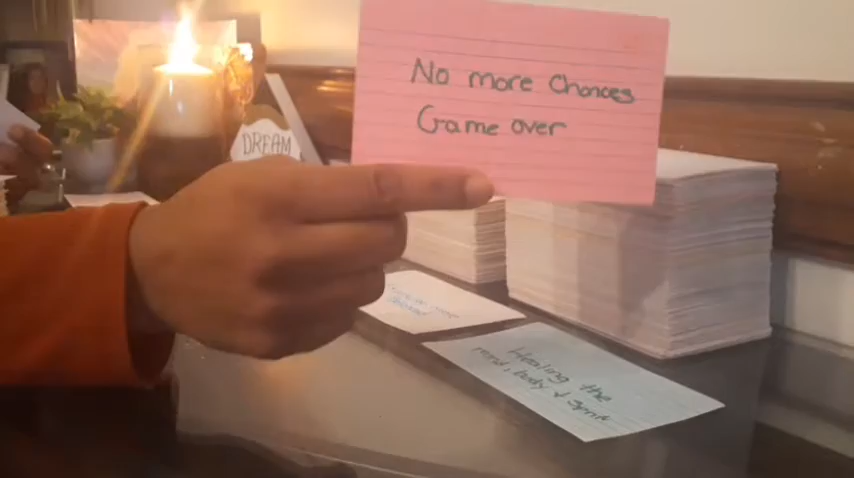 No more Chances
Game over
DREAM
Healing the
mind, body & Spirit